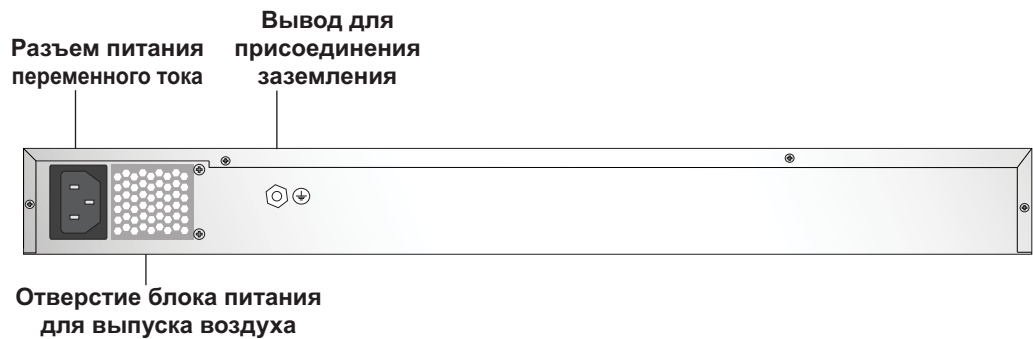 Вывод для
присоединения
заземления
Разъем питания
переменного тока
Отверстие блока питания
для выпуска воздуха